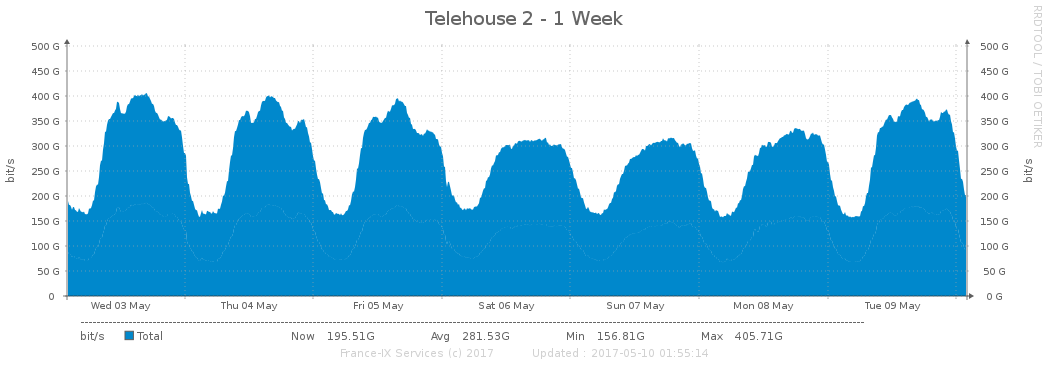 Telehouse 2 - 1 Week
RRDTOOL / TOBI OETIKER
500 G 500 G
450 G 450 G
400 G 400 G
350 G 350 G
300 G 300 G
250 G 250 G
200 G 200 G
150 G 150 G
100 G 100 G
50 G 50 G
0 0 G
bit/s bit/s
Wed 03 May Thu 04 May Fri 05 May Sat 06 May Sun 07 May Mon 08 May Tue 09 May
bit/s Total Now 195.51G Avg 281.53G Min 156.81G Max 405.71G
France-IX Services (c) 2017 Updated : 2017-05-10 01:55:14